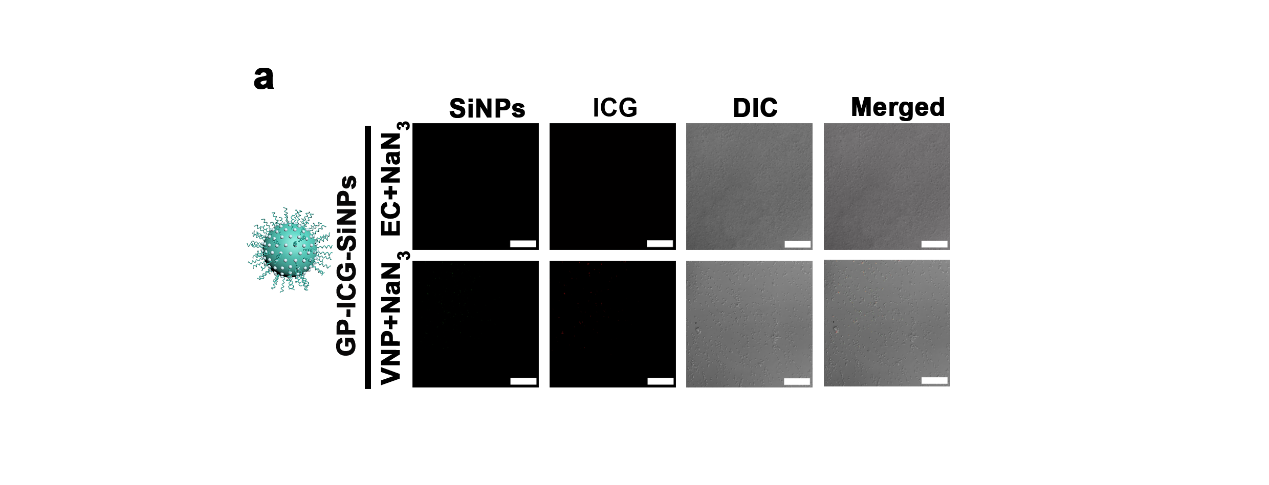 a
SiNPs ICG DIC Merged
GP-ICG-SiNPs
EC+NaN3
VNP+NaN3